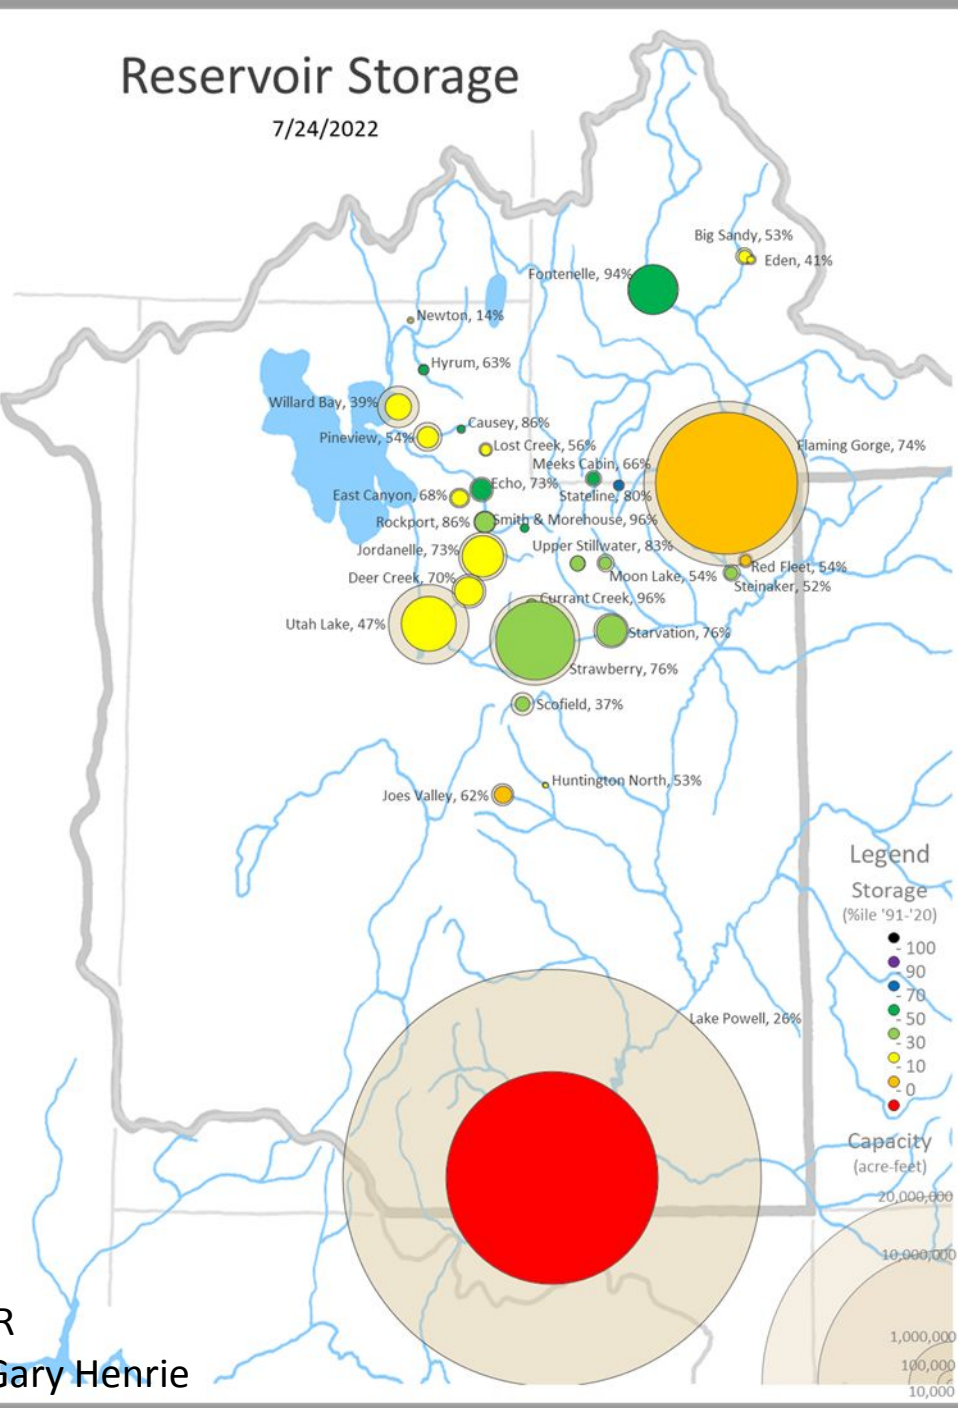 Reservoir Storage
7/24/2022
Big Sandy, 53%
Eden, 41%
Fontenelle, 94%
Newton, 14%
Hyrum, 63%
Willard Bay, 39%
Causey, 86%
Pineview, 54%
Lost Creek, 56%
Flaming Gorge, 74%
Meeks Cabin, 66%
Echo, 73%
East Canyon, 68%
Stateline, 80%
Rockport, 86%
Smith & Morehouse, 96%
Jordanelle, 73%
Upper Stillwater, 83%
Red Fleet, 54%
Deer Creek, 70%
Moon Lake, 54%
Steinaker, 52%
Currant Creek, 96%
Utah Lake, 47%
Starvation, 76%
Strawberry, 76%
Scofield, 37%
Huntington North, 53%
Joes Valley, 62%
Legend
Storage
(%ile '91-'20)
- 100
- 90
- 70
- 50
- 30
- 10
- 0
Lake Powell, 26%
Capacity
(acre-feet)
20,000,000
10,000,000
1,000,000
100,000
10,000
R
Gary Henrie